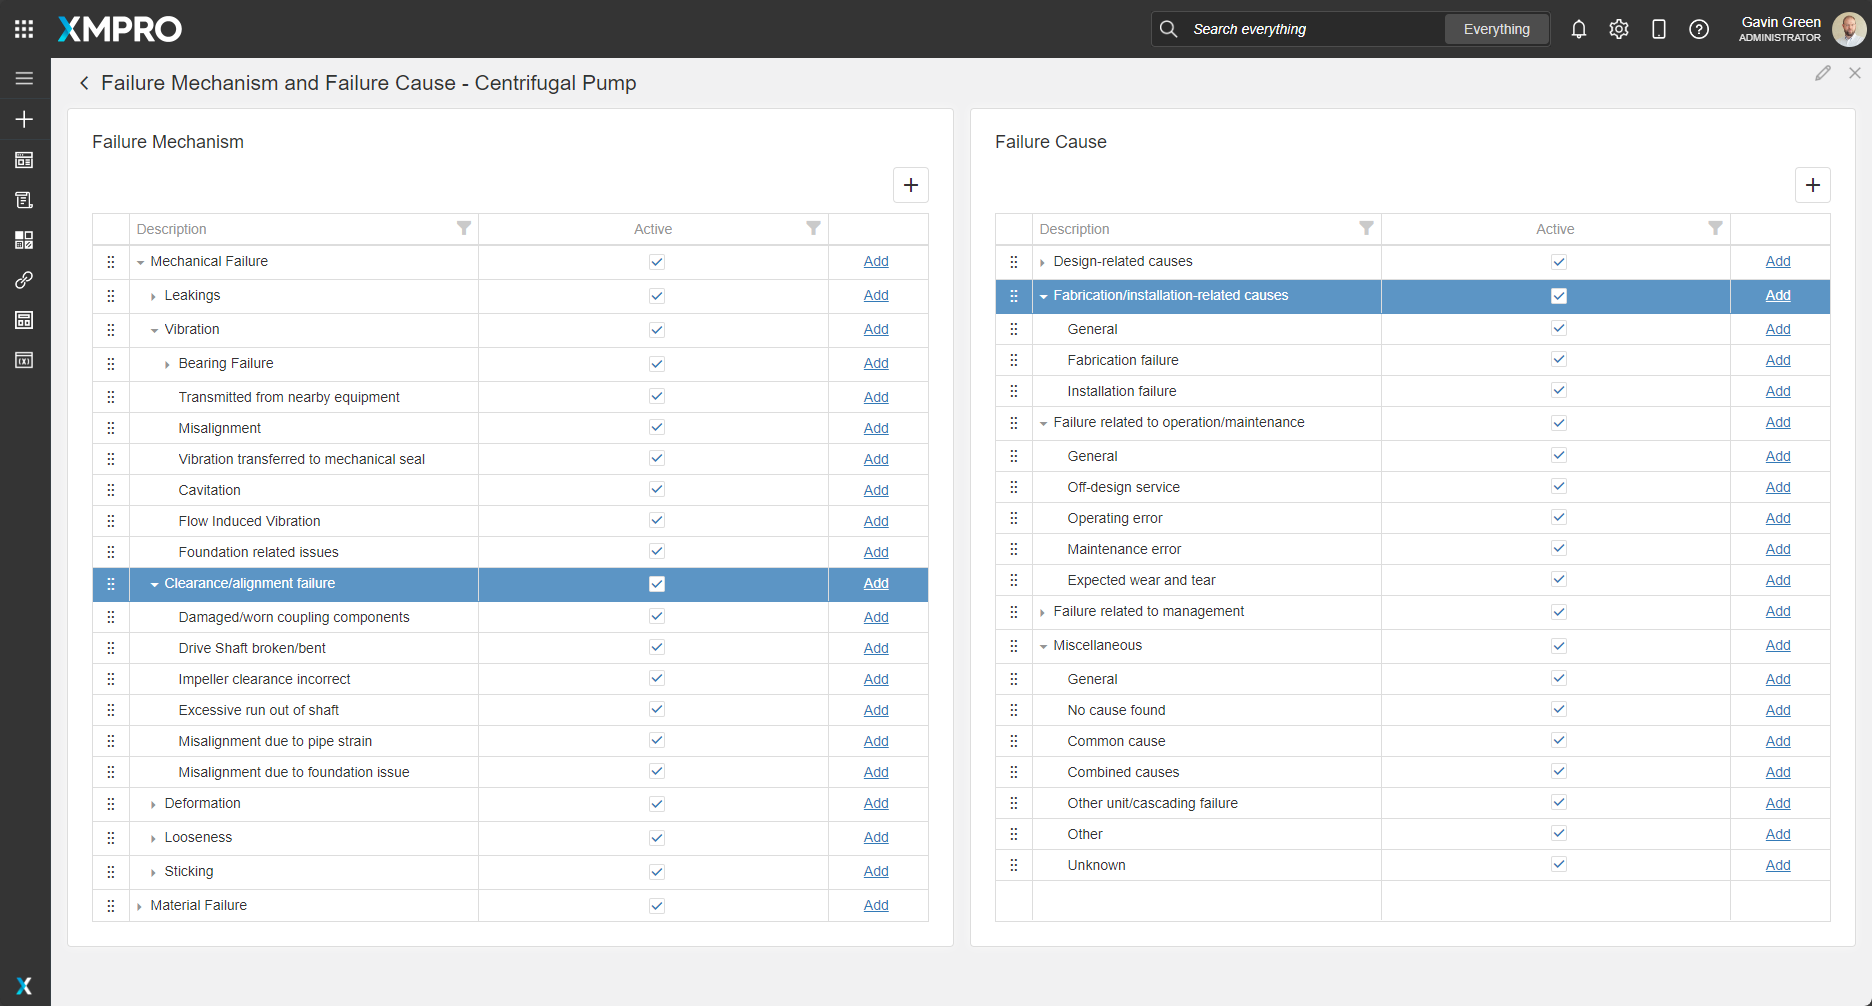 XMPRO
Search everything
Everything
Gavin Green
ADMINISTRATOR
Failure Mechanism and Failure Cause - Centrifugal Pump
Failure Mechanism
Description Active
Mechanical Failure Add
Leakings Add
Vibration Add
Bearing Failure Add
Transmitted from nearby equipment Add
Misalignment Add
Vibration transferred to mechanical seal Add
Cavitation Add
Flow Induced Vibration Add
Foundation related issues Add
Clearance/alignment failure Add
Damaged/worn coupling components Add
Drive Shaft broken/bent Add
Impeller clearance incorrect Add
Excessive run out of shaft Add
Misalignment due to pipe strain Add
Misalignment due to foundation issue Add
Deformation Add
Looseness Add
Sticking Add
Material Failure Add
Failure Cause
Description Active
Design-related causes Add
Fabrication/installation-related causes Add
General Add
Fabrication failure Add
Installation failure Add
Failure related to operation/maintenance Add
General Add
Off-design service Add
Operating error Add
Maintenance error Add
Expected wear and tear Add
Failure related to management Add
Miscellaneous Add
General Add
No cause found Add
Common cause Add
Combined causes Add
Other unit/cascading failure Add
Other Add
Unknown Add